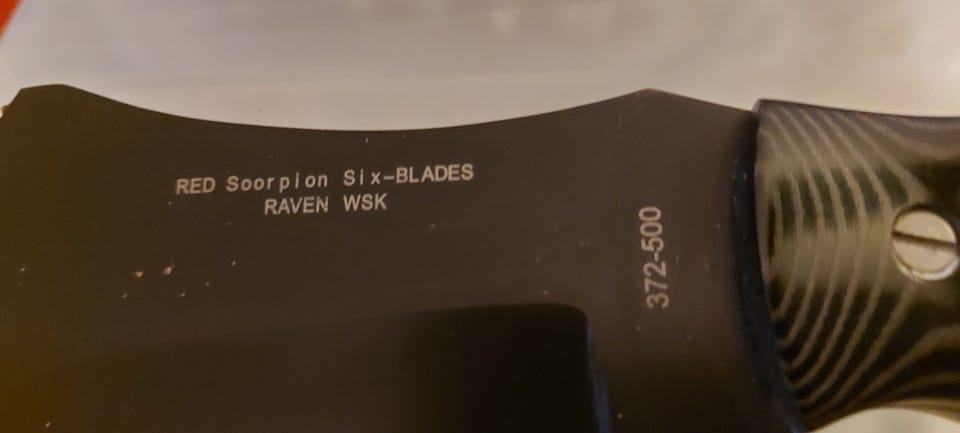 RED Soorpion Six-BLADES
RAVEN WSK
372-500